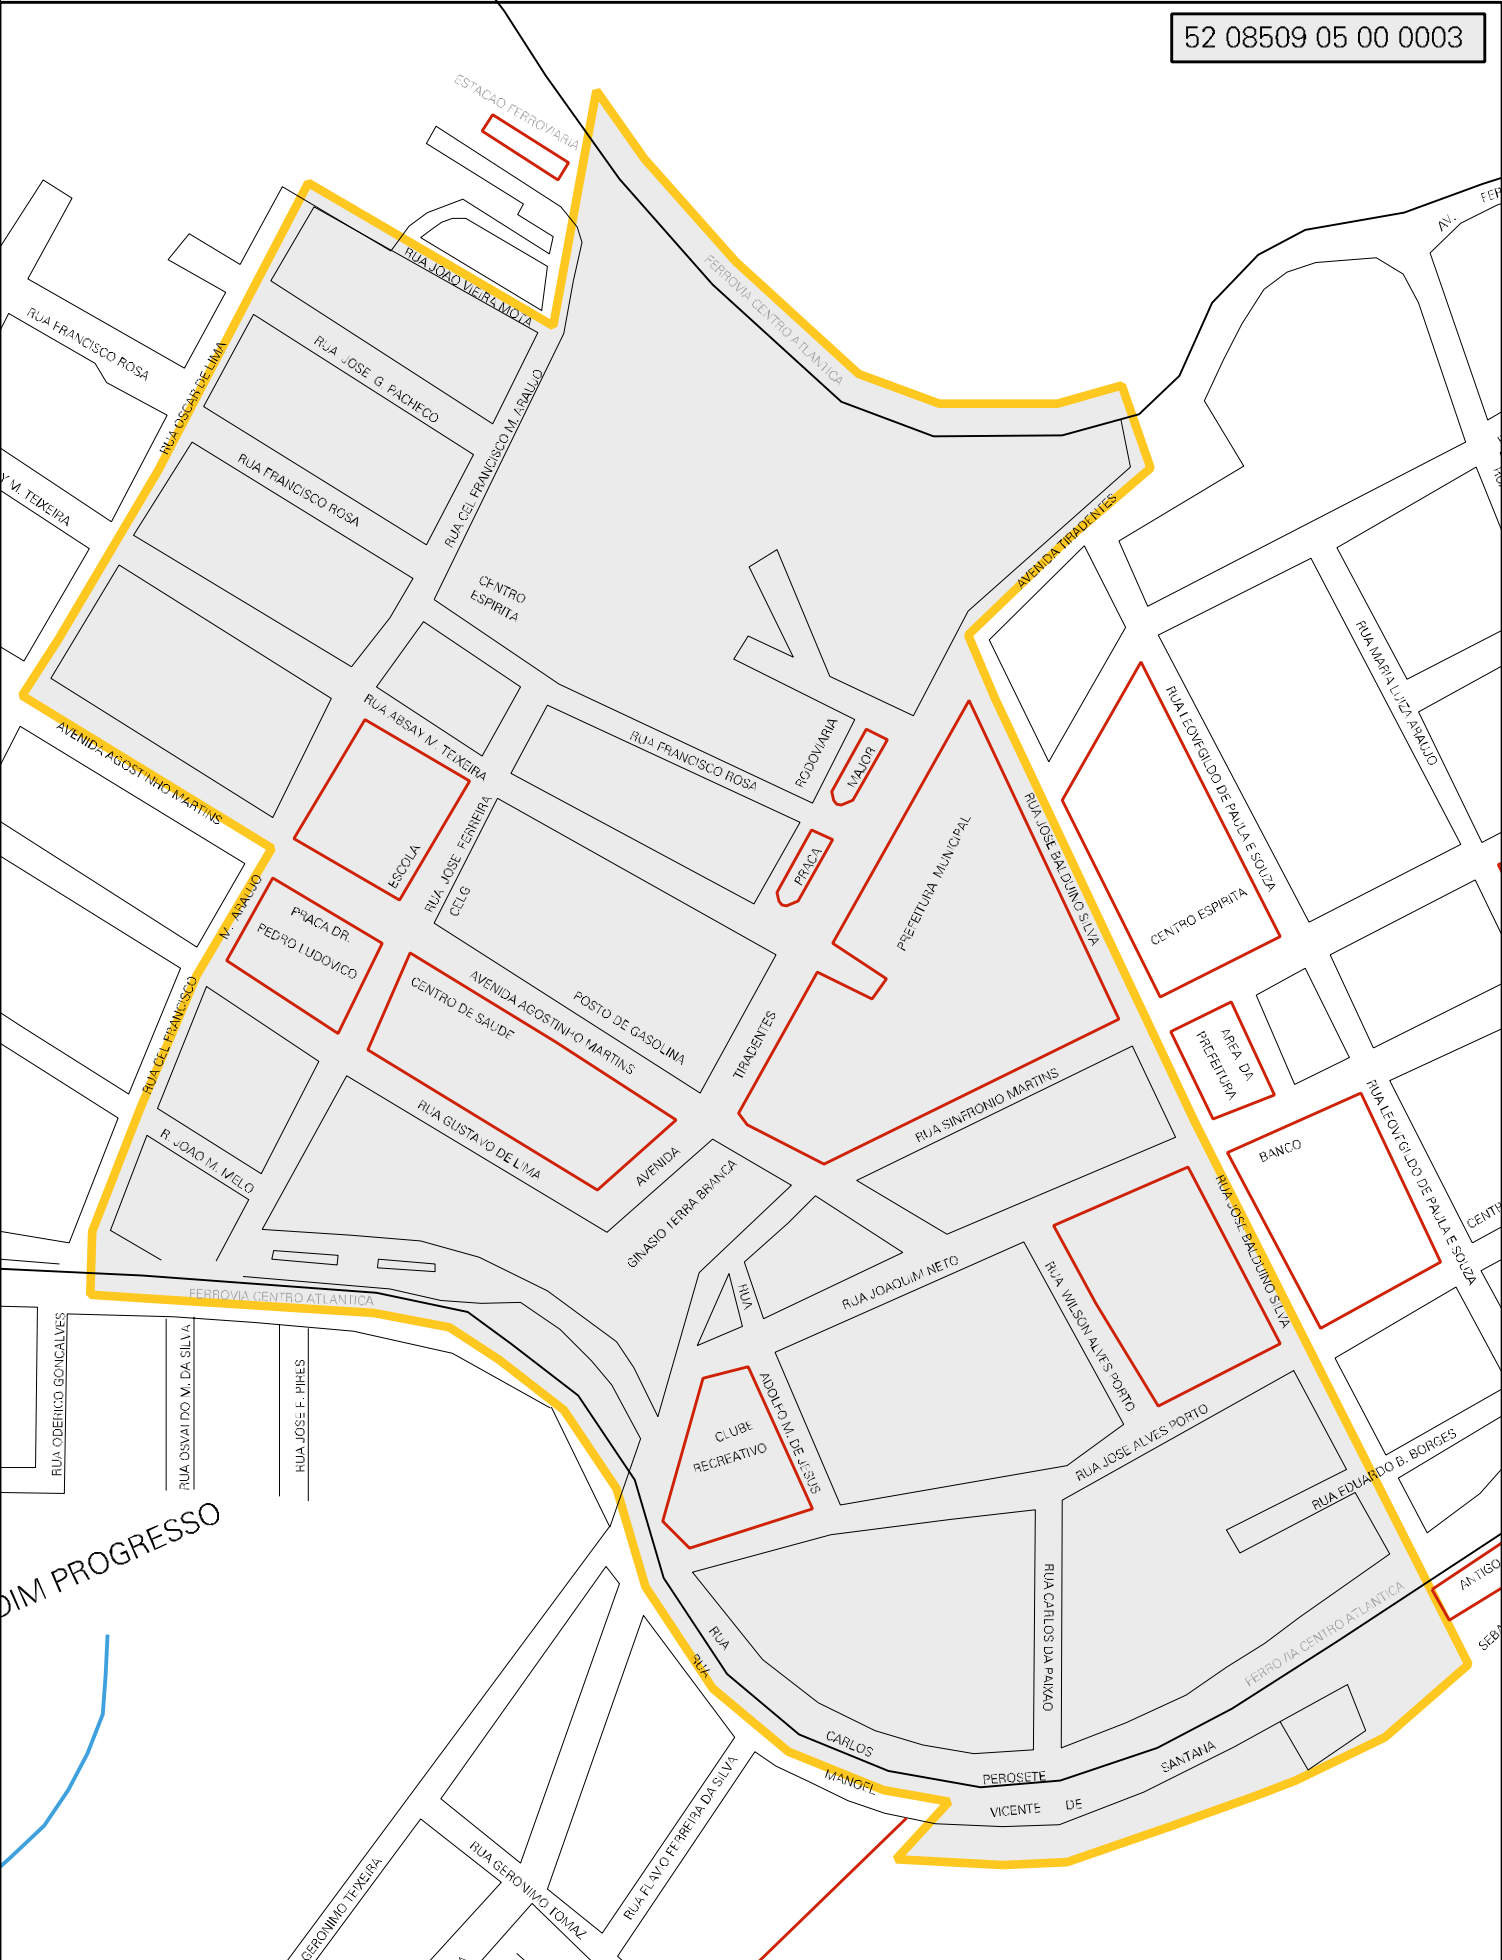 52 08509 05 00 0003
ESTACAO FERROVIARIA
AV.
RUA JOAO VIEIRA MOTA
FERROVIA CENTRO ATLANTICA
RUA FRANCISCO ROSA
RUA OSCAR DE LIMA
RUA JOSE G. PACHECO
RUA CEL FRANCISCO M. ARAUJO
RUA FRANCISCO ROSA
Y M. TEIXEIRA
AVENIDA TIRADENTES
CENTRO
ESPIRITA
RUA MARIA LUIZA ARAUJO
RUA ABSAY M. TEIXEIRA
RUA FRANCISCO ROSA
RODOVIARIA
MAJOR
RUA LEOVEGILDO DE PAULA E SOUZA
AVENIDA AGOSTINHO MARTINS
RUA JOSE FERREIRA
ESCOLA
CELG
PRACA
PREFEITURA MUNICIPAL
RUA JOSE BALDUINO SILVA
CENTRO ESPIRITA
M. ARAUJO
PRACA DR.
PEDRO LUDOVICO
CENTRO DE SAUDE
AVENIDA AGOSTINHO MARTINS
POSTO DE GASOLINA
TIRADENTES
RUA CEL FRANCISCO
AREA DA
PREFEITURA
RUA GUSTAVO DE LIMA
RUA SINFRONIO MARTINS
R. JOAO M. MELO
AVENIDA
GINASIO TERRA BRANCA
BANCO
RUA LEOVEGILDO DE PAULA E SOUZA
RUA JOSE BALDUINO SILVA
FERROVIA CENTRO ATLANTICA
RUA
RUA JOAQUIM NETO
RUA WILSON ALVES PORTO
RUA ODERICO GONCALVES
RUA OSVALDO M. DA SILVA
RUA JOSE F. PIRES
ADOLFO M. DE JESUS
CLUBE
RECREATIVO
RUA JOSE ALVES PORTO
RUA EDUARDO B. BORGES
DIM PROGRESSO
RUA CARLOS DA PAIXAO
FERROVIA CENTRO ATLANTICA
ANTIGO
RUA
RUA
CARLOS
MANOEL
PEROSETE
SANTANA
VICENTE DE
RUA GERONIMO TOMAZ
RUA FLAVIO FERREIRA DA SILVA
GERONIMO TEIXEIRA